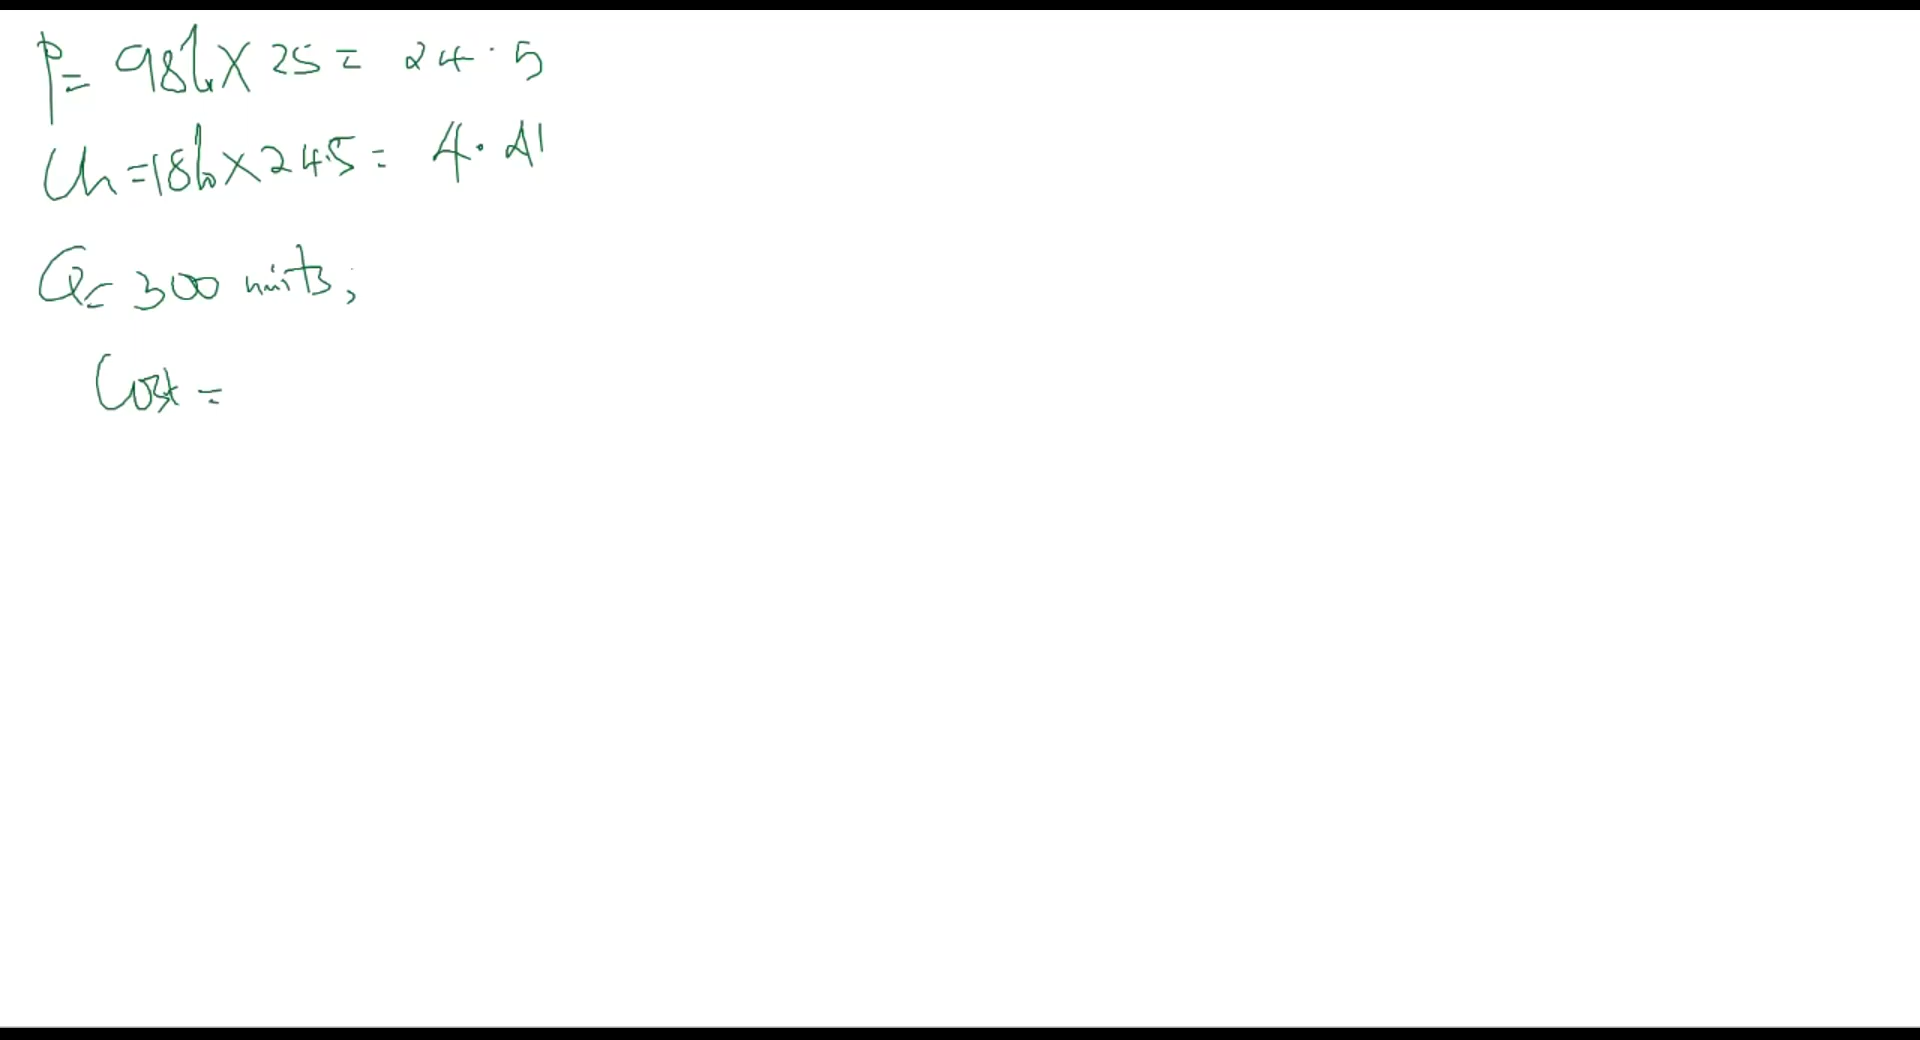 P = 98% X 25 = 24.5
Ch = 18% X 24.5 = 4.41
Q = 300 units;
Cost =